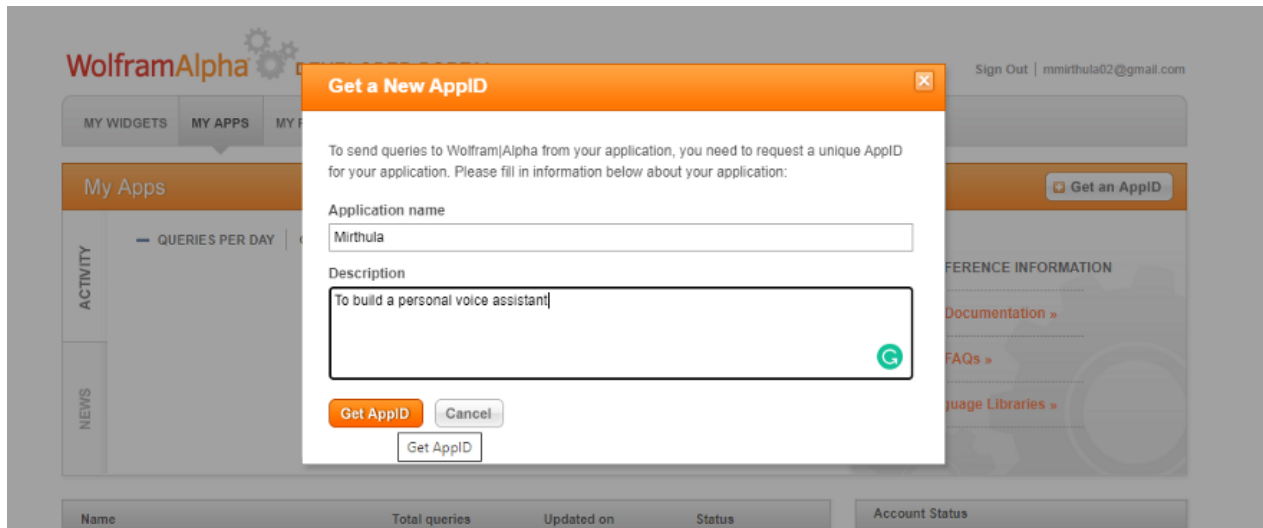 WolframAlpha
Sign Out | mmirthula02@gmail.com
MY WIDGETS MY APPS MY
My Apps
Get an AppID
ACTIVITY
NEWS
QUERIES PER DAY
Get a New AppID
To send queries to Wolfram|Alpha from your application, you need to request a unique AppID
for your application. Please fill in information below about your application:
Application name
Mirthula
Description
To build a personal voice assistant
Get AppID Cancel
Get AppID
FERENCE INFORMATION
Documentation »
FAQs »
guage Libraries »
Name Total queries Updated on Status
Account Status